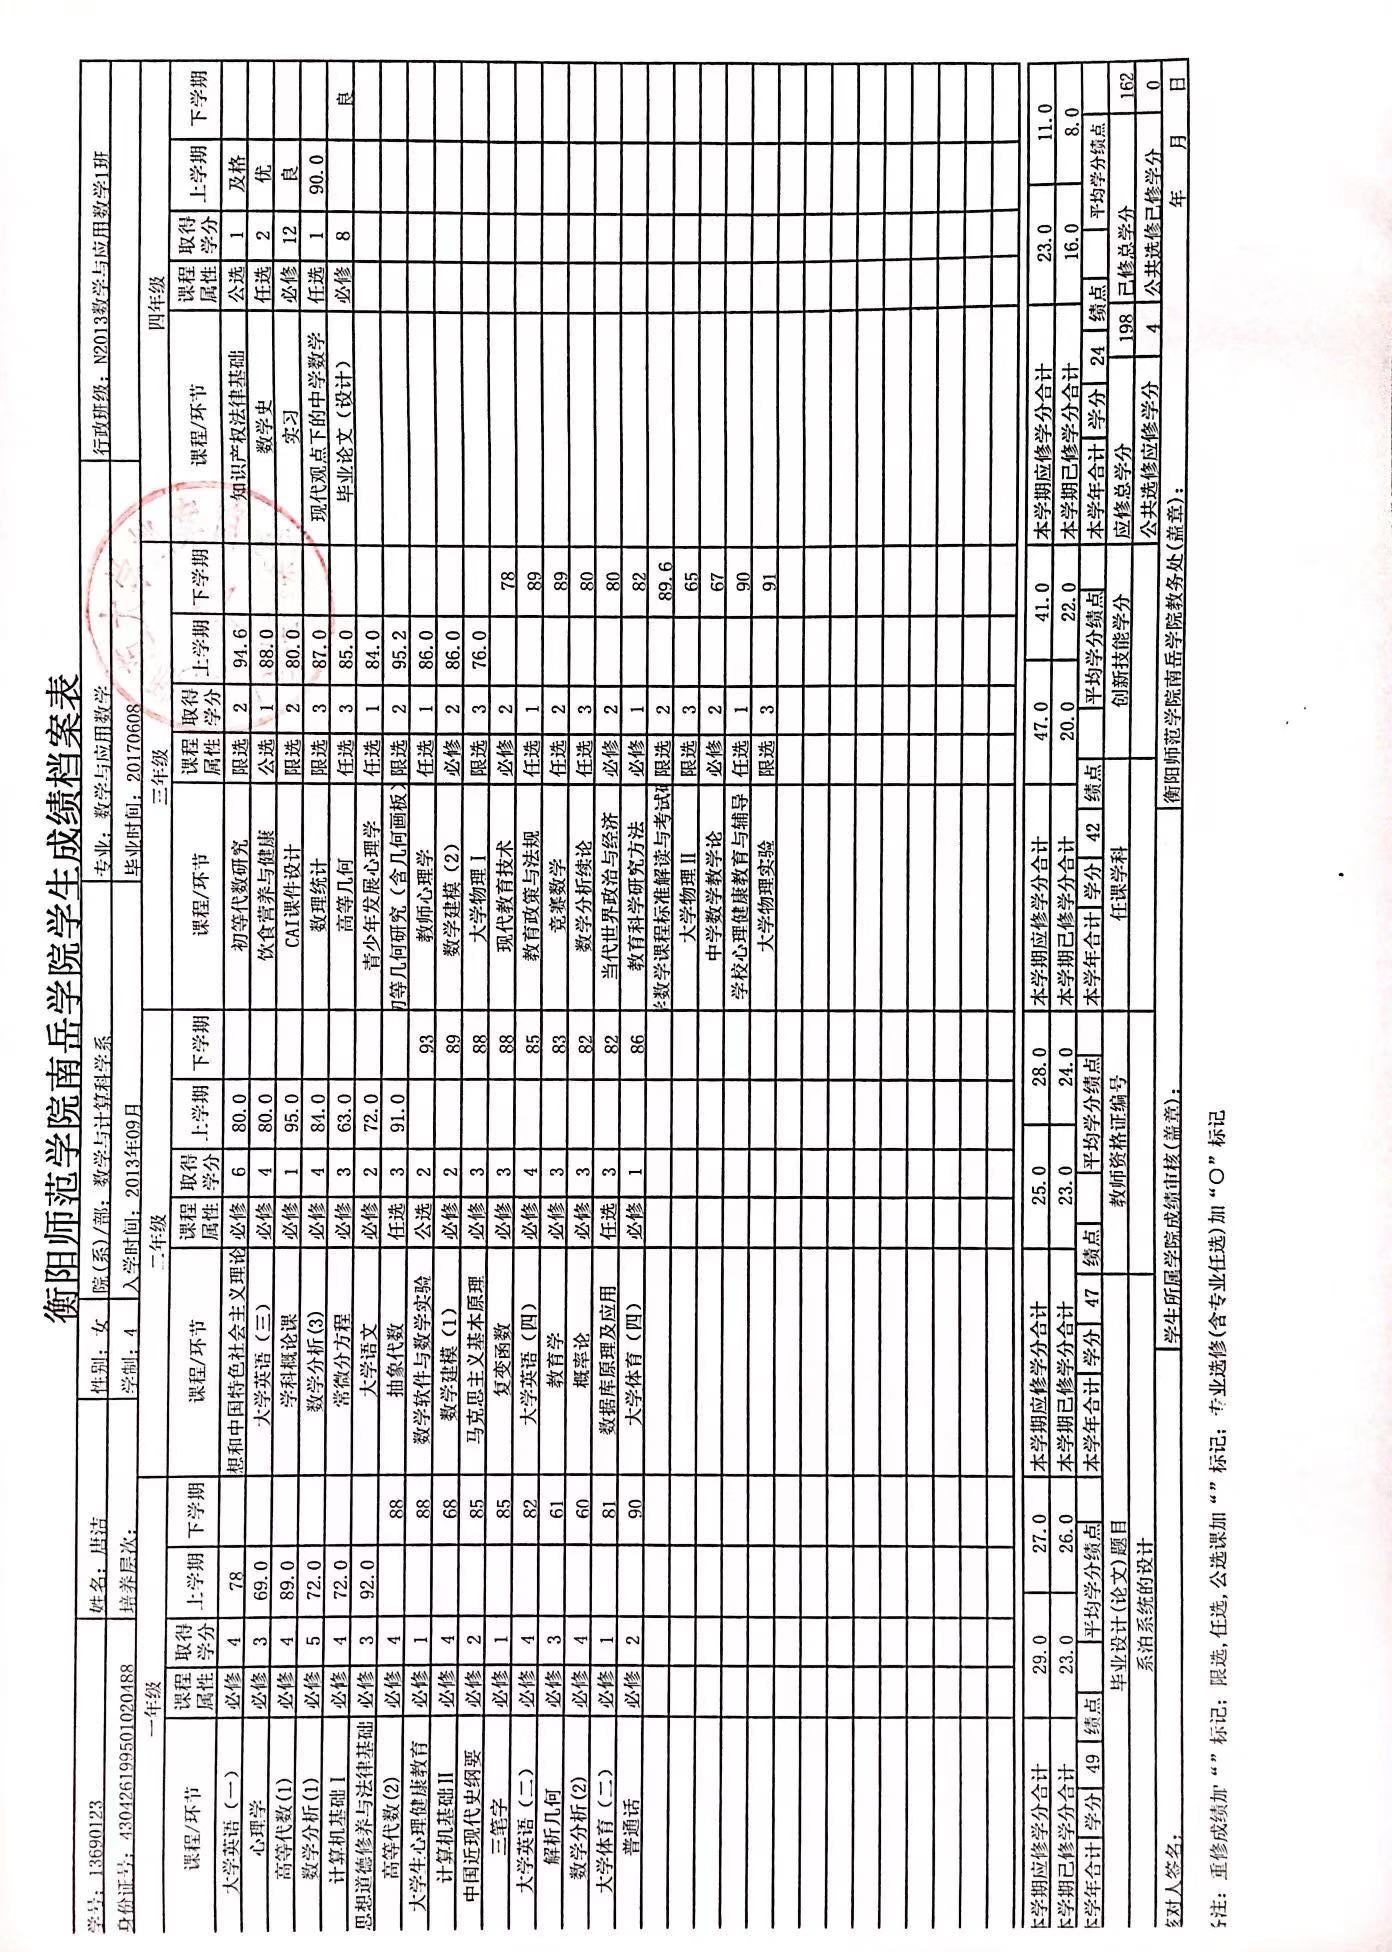 衡阳师范学院南岳学院学生成绩档案表
学号：13690123 姓名：唐洁 性别：女 院(系)/部：数学与计算科学系 专业：数学与应用数学 行政班级：N2013数学与应用数学1班
身份证号：430426199501020488 培养层次： 学制：4 入学时间：2013年09月 毕业时间：20170608
一年级 二年级 三年级 四年级
课程/环节 课程属性 取得学分 上学期 下学期 课程/环节 课程属性 取得学分 上学期 下学期 课程/环节 课程属性 取得学分 上学期 下学期 课程/环节 课程属性 取得学分 上学期 下学期
大学英语（一） 必修 4 78 想和中国特色社会主义理论 必修 6 80.0 初等代数研究 限选 2 94.6 知识产权法律基础 公选 1 及格
心理学 必修 3 69.0 大学英语（三） 必修 4 80.0 饮食营养与健康 公选 1 88.0 数学史 任选 2 优
高等代数(1) 必修 4 89.0 学科概论课 必修 1 95.0 CAI课件设计 限选 2 80.0 实习 必修 12 良
数学分析(1) 必修 5 72.0 数学分析(3) 必修 4 84.0 数理统计 限选 3 87.0 现代观点下的中学数学 任选 1 90.0
计算机基础Ⅰ 必修 4 72.0 常微分方程 必修 3 63.0 高等几何 任选 3 85.0 毕业论文（设计） 必修 8 良
思想道德修养与法律基础 必修 3 92.0 大学语文 必修 2 72.0 青少年发展心理学 任选 1 84.0
高等代数(2) 必修 4 88 抽象代数 任选 3 91.0 等几何研究（含几何画板 限选 2 95.2
大学生心理健康教育 必修 1 88 数学软件与数学实验 公选 2 93 教师心理学 任选 1 86.0
计算机基础Ⅱ 必修 4 68 数学建模（1） 必修 2 89 数学建模（2） 必修 2 86.0
中国近现代史纲要 必修 2 85 马克思主义基本原理 必修 3 88 大学物理Ⅰ 限选 3 76.0
三笔字 必修 1 85 复变函数 必修 3 88 现代教育技术 必修 2 78
大学英语（二） 必修 4 82 大学英语（四） 必修 4 85 教育政策与法规 任选 1 89
解析几何 必修 3 61 教育学 必修 3 83 竞赛数学 任选 2 89
数学分析(2) 必修 4 60 概率论 必修 3 82 数学分析续论 任选 3 80
大学体育（二） 必修 1 81 数据库原理及应用 任选 3 82 当代世界政治与经济 必修 2 80
普通话 必修 2 90 大学体育（四） 必修 1 86 教育科学研究方法 必修 1 82
数学课程标准解读与考试 限选 2 89.6
大学物理Ⅱ 限选 3 65
中学数学教学论 必修 2 67
学校心理健康教育与辅导 任选 1 90
大学物理实验 限选 3 91
本学期应修学分合计 29.0 27.0 本学期应修学分合计 25.0 28.0 本学期应修学分合计 47.0 41.0 本学期应修学分合计 23.0 11.0
本学期已修学分合计 23.0 26.0 本学期已修学分合计 23.0 24.0 本学期已修学分合计 20.0 22.0 本学期已修学分合计 16.0 8.0
本学年合计 学分 49 绩点 平均学分绩点 本学年合计 学分 47 绩点 平均学分绩点 本学年合计 学分 42 绩点 平均学分绩点 本学年合计 学分 24 绩点 平均学分绩点
毕业设计(论文)题目 教师资格证编号 任课学科 创新技能学分 应修总学分 198 已修总学分 162
系泊系统的设计 公共选修应修学分 4 公共选修已修学分 0
核对人签名： 学生所属学院成绩审核(盖章)： 衡阳师范学院南岳学院教务处(盖章)： 年 月 日
备注：重修成绩加“ ”标记；限选,任选,公选课加“ ”标记；专业选修(含专业任选)加“○”标记